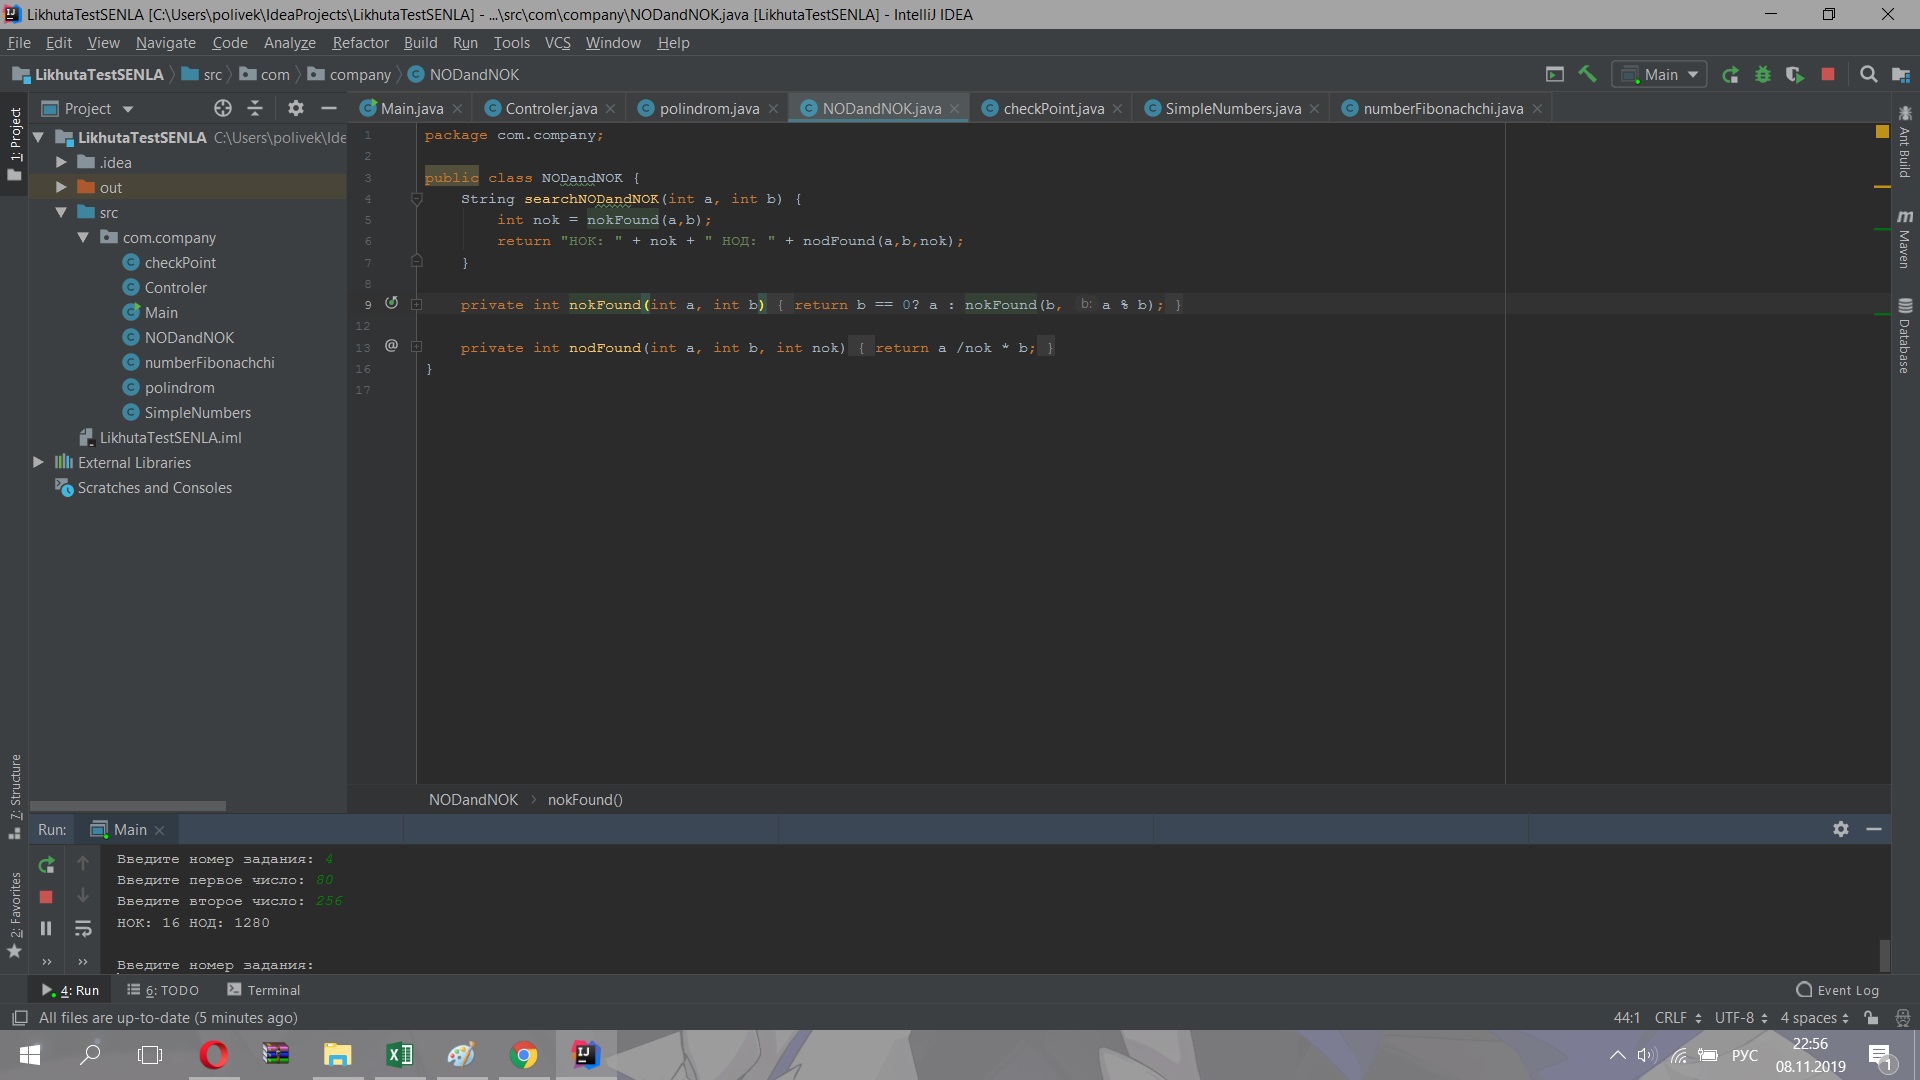 LikhutaTestSENLA [C:\Users\polivek\IdeaProjects\LikhutaTestSENLA] - ...\src\com\company\NODandNOK.java [LikhutaTestSENLA] - IntelliJ IDEA
File Edit View Navigate Code Analyze Refactor Build Run Tools VCS Window Help
LikhutaTestSENLA src com company NODandNOK Main
Project Main.java Controler.java polindrom.java NODandNOK.java checkPoint.java SimpleNumbers.java numberFibonachchi.java
1: Project
LikhutaTestSENLA C:\Users\polivek\Ide
.idea
out
src
com.company
checkPoint
Controler
Main
NODandNOK
numberFibonachchi
polindrom
SimpleNumbers
LikhutaTestSENLA.iml
External Libraries
Scratches and Consoles
7: Structure
2: Favorites
1 package com.company;
2
3 public class NODandNOK {
4 String searchNODandNOK(int a, int b) {
5 int nok = nokFound(a,b);
6 return "НОК: " + nok + " НОД: " + nodFound(a,b,nok);
7 }
8
9 private int nokFound(int a, int b) { return b == 0? a : nokFound(b, b: a % b); }
12
13 @ private int nodFound(int a, int b, int nok) { return a /nok * b; }
16 }
17
Ant Build
m Maven
Database
NODandNOK > nokFound()
Run: Main
Введите номер задания: 4
Введите первое число: 80
Введите второе число: 256
НОК: 16 НОД: 1280
Введите номер задания:
4: Run 6: TODO Terminal Event Log
All files are up-to-date (5 minutes ago) 44:1 CRLF UTF-8 4 spaces
РУС 22:56
08.11.2019 1